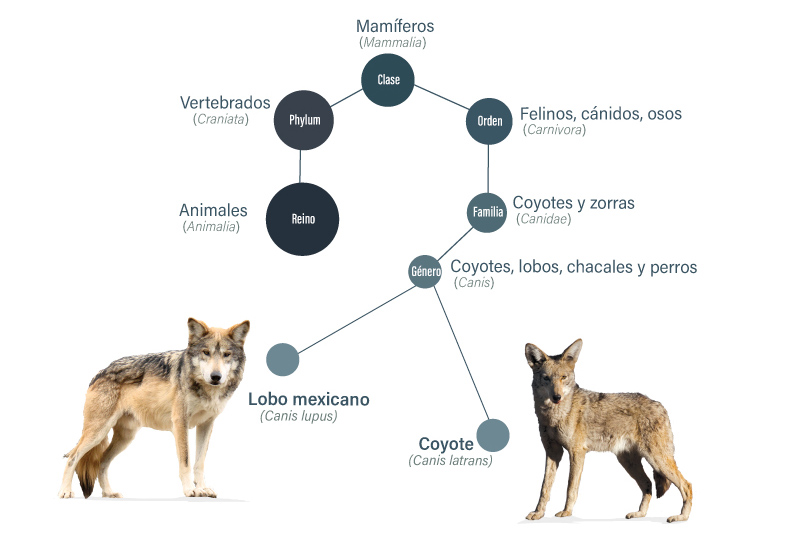 Mamíferos
(Mammalia)
Clase
Vertebrados
(Craniata)
Phylum
Orden
Felinos, cánidos, osos
(Carnivora)
Animales
(Animalia)
Reino
Familia
Coyotes y zorras
(Canidae)
Género
Coyotes, lobos, chacales y perros
(Canis)
Lobo mexicano
(Canis lupus)
Coyote
(Canis latrans)